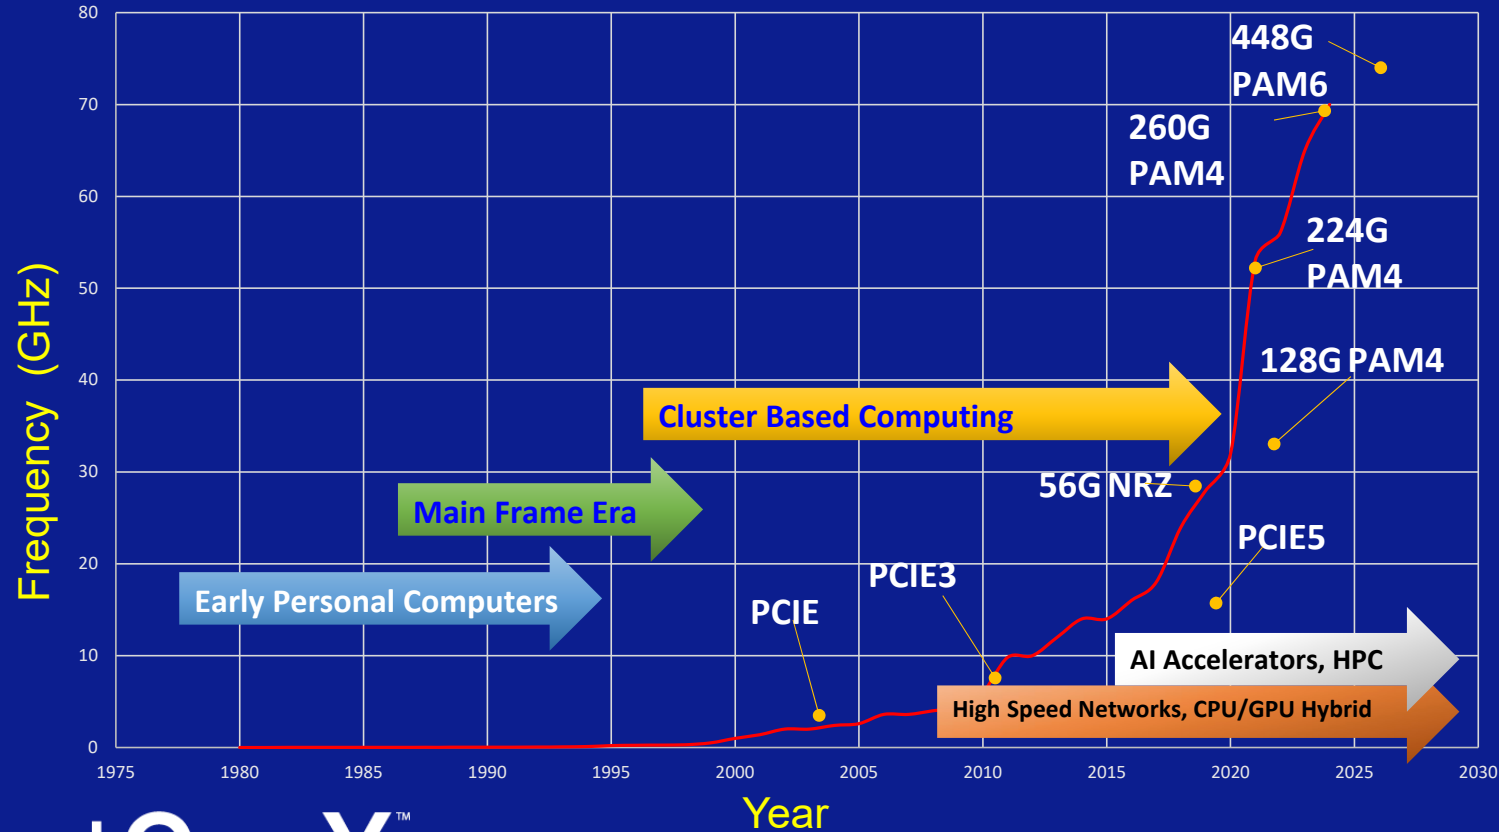 80
70
60
50
40
30
20
10
0
Frequency (GHz)
448G
PAM6
260G
PAM4
224G
PAM4
128G PAM4
Cluster Based Computing
56G NRZ
Main Frame Era
PCIE5
PCIE3
Early Personal Computers
PCIE
AI Accelerators, HPC
High Speed Networks, CPU/GPU Hybrid
1975 1980 1985 1990 1995 2000 2005 2010 2015 2020 2025 2030
Year
™